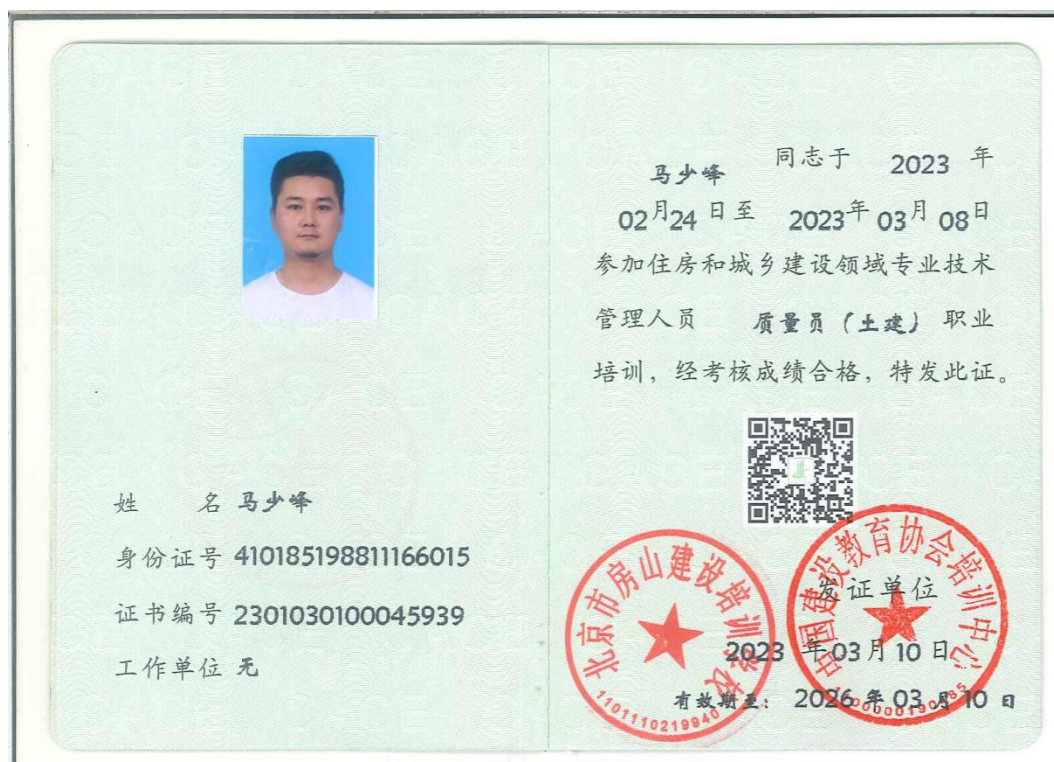 姓 名 马少峰
身份证号 410185198811166015
证书编号 2301030100045939
工作单位 无
马少峰 同志于 2023 年
02月24 日至 2023年 03月 08日
参加住房和城乡建设领域专业技术
管理人员 质量员（土建） 职业
培训，经考核成绩合格，特发此证。
北京市房山建设培训学校
1101110219940
中国建设教育协会培训中心
发证单位
2023 年 03月 10 日
有效期至： 2026 年 03 月 10 日